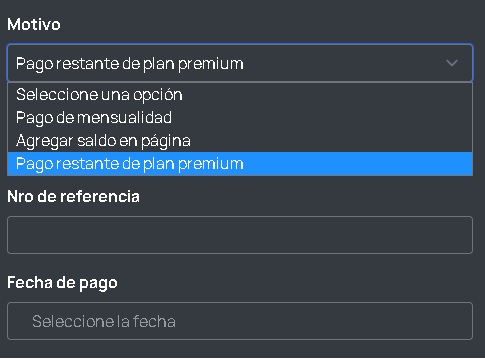 Motivo
Pago restante de plan premium
Seleccione una opción
Pago de mensualidad
Agregar saldo en página
Pago restante de plan premium
Nro de referencia
Fecha de pago
Seleccione la fecha